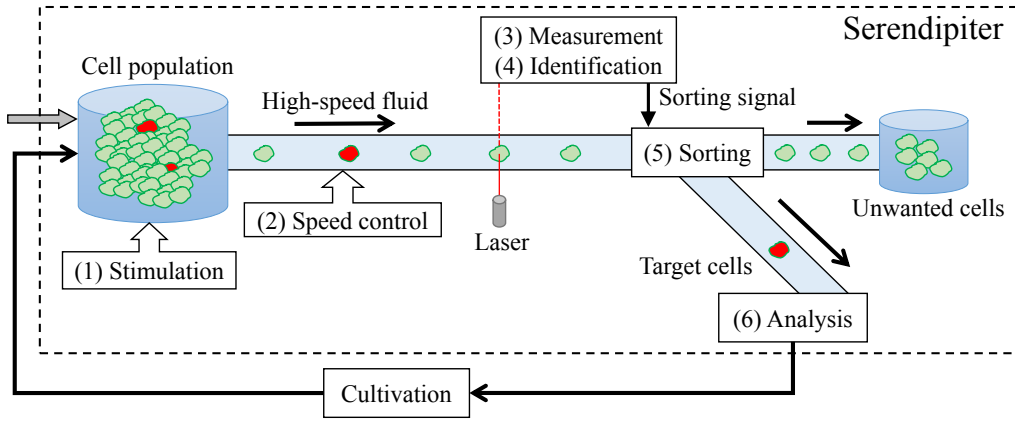 Serendipiter
Cell population
(3) Measurement
(4) Identification
High-speed fluid
Sorting signal
(5) Sorting
(2) Speed control
Laser
Unwanted cells
(1) Stimulation
Target cells
(6) Analysis
Cultivation